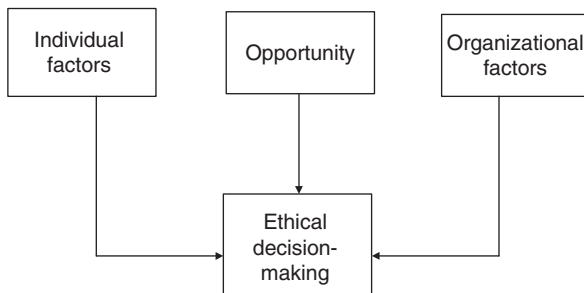 Individual
factors
Opportunity
Organizational
factors
Ethical
decision-
making